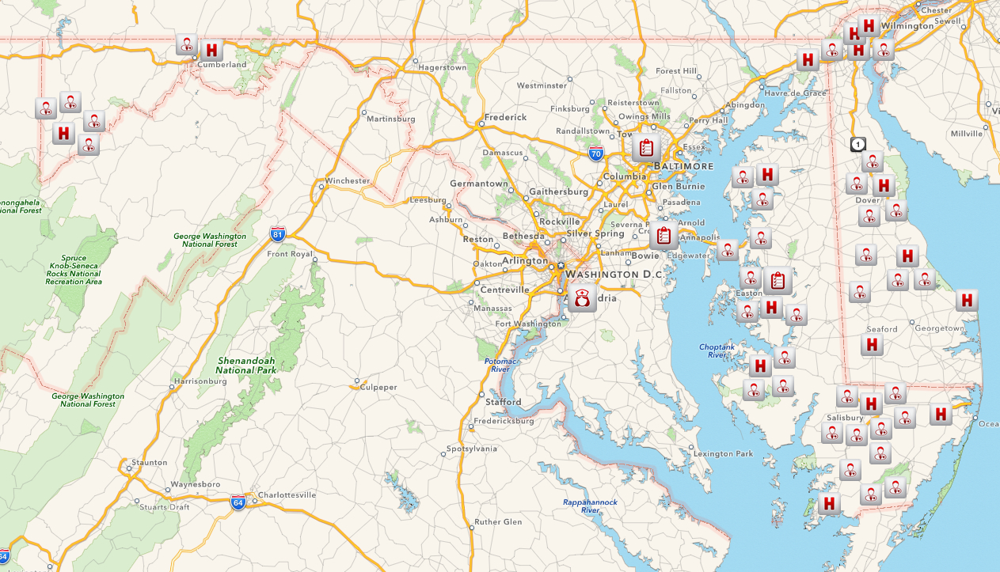 Chester
Sewell
Wilmington
H
H
H
H
H
Cumberland
Hagerstown
Forest Hill
Westminster
Fallston
Havre de Grace
Finksburg
Reisterstown
Abingdon
Owings Mills
Martinsburg
Frederick
Perry Hall
Randallstown
Millville
H
70
1
Damascus
Essex
BALTIMORE
Columbia
H
Winchester
Germantown
Gaithersburg
Glen Burnie
H
Leesburg
Laurel
Pasadena
Dover
onongahela
ional Forest
Ashburn
Rockville
Severna P
Arnold
81
George Washington
National Forest
Reston
Bethesda
Silver Spring
Annapolis
Front Royal
Spruce
Knob-Seneca
Rocks National
Recreation Area
Oakton
Arlington
Lanham
Bowie
Edgewater
H
WASHINGTON D.C.
Centreville
Easton
H
Manassas
H
Fort Washington
Seaford
Georgetown
H
Choptank
River
Shenandoah
National Park
Potomac
River
H
Harrisonburg
Culpeper
George Washington
National Forest
Stafford
H
H
Fredericksburg
Salisbury
Ocea
Spotsylvania
Lexington Park
Staunton
Waynesboro
Charlottesville
64
Stuarts Draft
Rappahannock
River
H
Ruther Glen
64